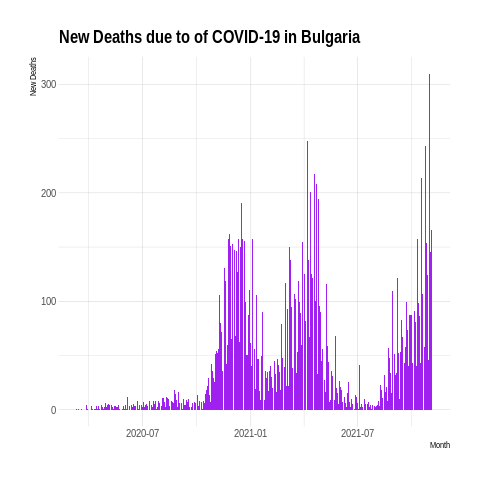 New Deaths due to of COVID-19 in Bulgaria
New Deaths
300
200
100
0
2020-07
2021-01
2021-07
Month